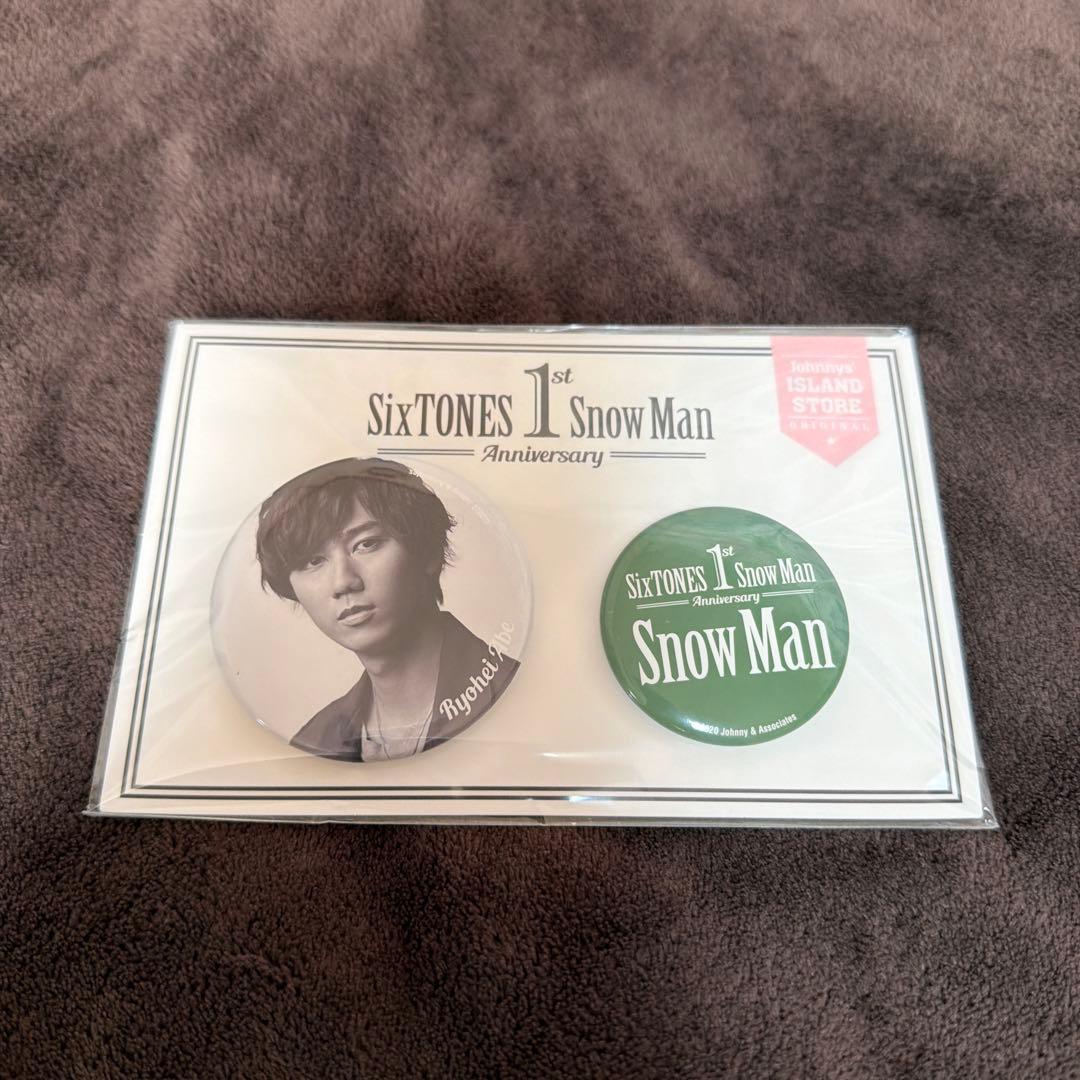 SixTONES 1st Snow Man
Anniversary
Johnnys'
ISLAND
STORE
ORIGINAL
Ryohei Abe
SixTONES 1st Snow Man
Anniversary
Snow Man
2020 Johnny & Associates